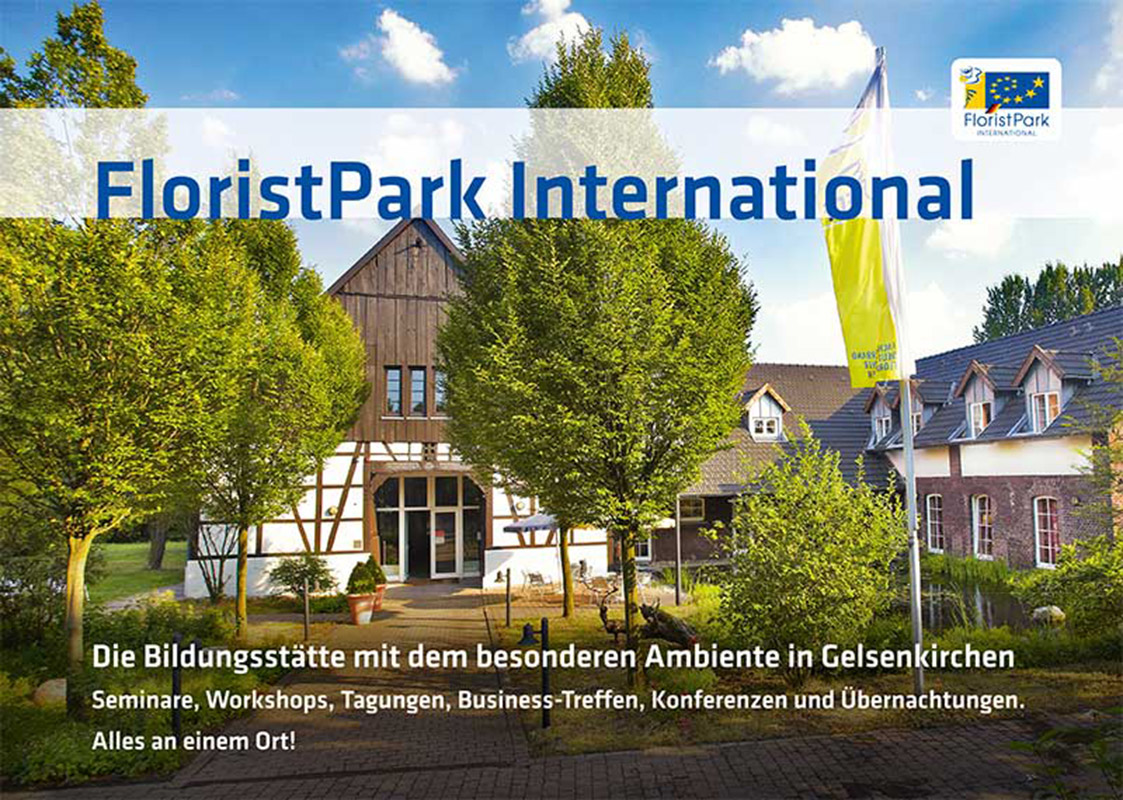 FloristPark
INTERNATIONAL
FloristPark International
Die Bildungsstätte mit dem besonderen Ambiente in Gelsenkirchen
Seminare, Workshops, Tagungen, Business-Treffen, Konferenzen und Übernachtungen.
Alles an einem Ort!